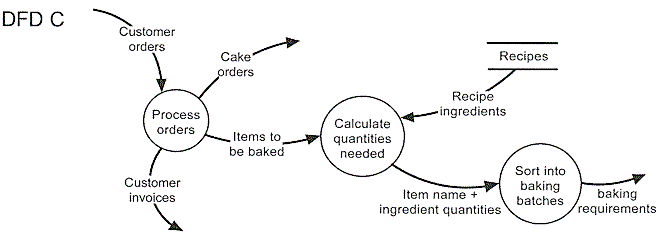 DFD C
Customer
orders
Cake
orders
Recipes
Process
orders
Items to
be baked
Calculate
quantities
needed
Recipe
ingredients
Customer
invoices
Item name +
ingredient quantities
Sort into
baking
batches
baking
requirements